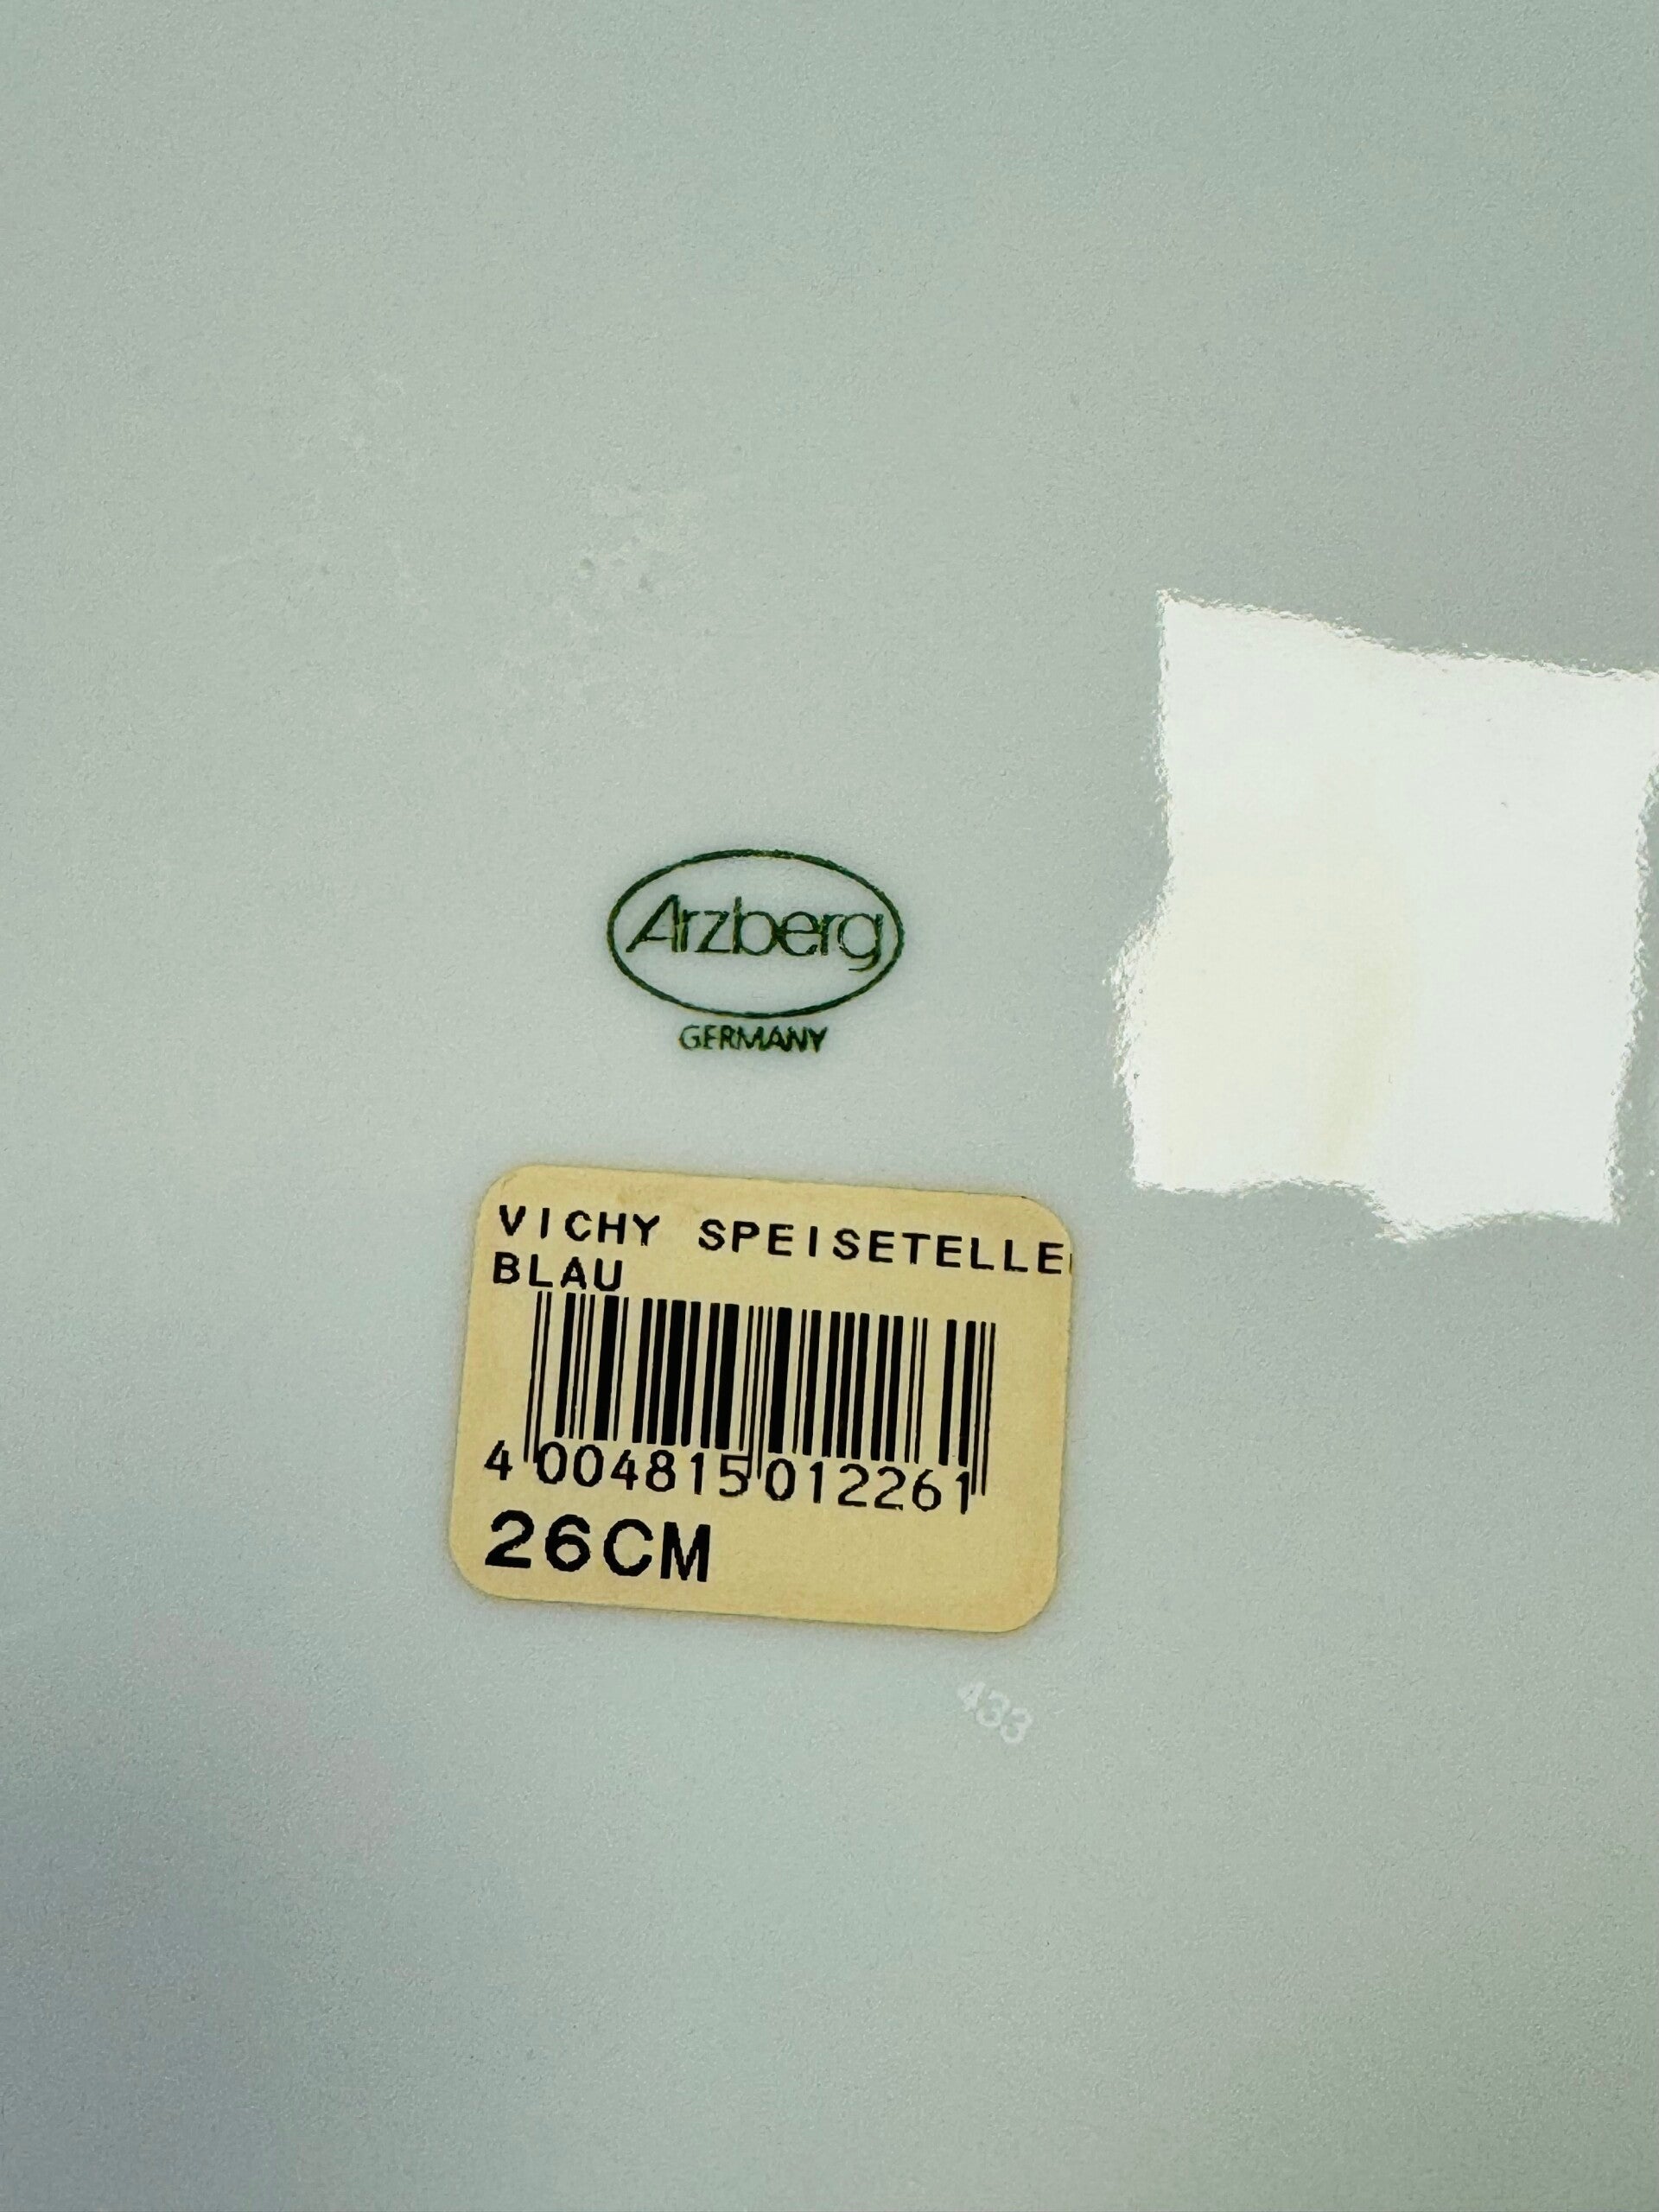 Arzberg
GERMANY
VICHY SPEISETELLE
BLAU
4 004815 012261
26CM
433